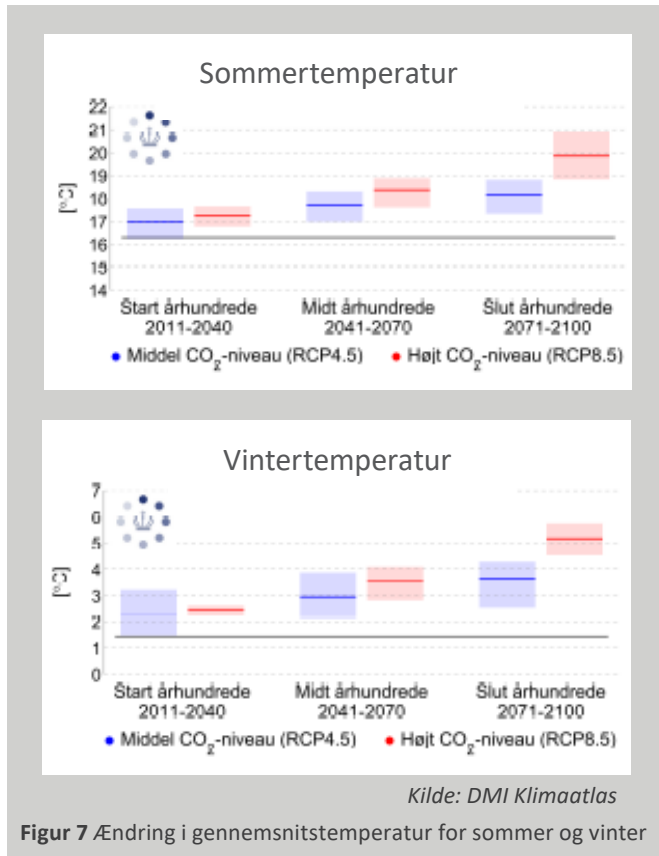 Sommertemperatur
22
21
20
19
18
17
16
15
14
[°C]
Start århundrede
2011-2040
Midt århundrede
2041-2070
Slut århundrede
2071-2100
Middel CO2-niveau (RCP4.5)
Højt CO2-niveau (RCP8.5)
Vintertemperatur
7
6
5
4
3
2
1
0
[°C]
Start århundrede
2011-2040
Midt århundrede
2041-2070
Slut århundrede
2071-2100
Middel CO2-niveau (RCP4.5)
Højt CO2-niveau (RCP8.5)
Kilde: DMI Klimaatlas
Figur 7 Ændring i gennemsnitstemperatur for sommer og vinter